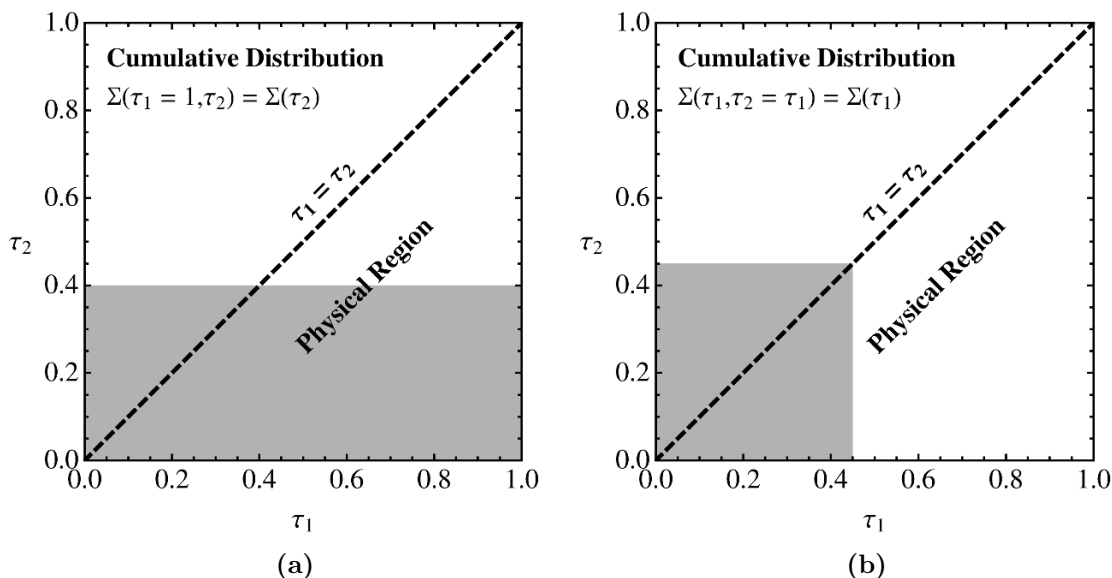 Cumulative Distribution
Σ(τ₁ = 1,τ₂) = Σ(τ₂)
τ₁ = τ₂
Physical Region
τ₂
1.0
0.8
0.6
0.4
0.2
0.0
0.0 0.2 0.4 0.6 0.8 1.0
τ₁
(a)
Cumulative Distribution
Σ(τ₁,τ₂ = τ₁) = Σ(τ₁)
τ₁ = τ₂
Physical Region
τ₂
1.0
0.8
0.6
0.4
0.2
0.0
0.0 0.2 0.4 0.6 0.8 1.0
τ₁
(b)